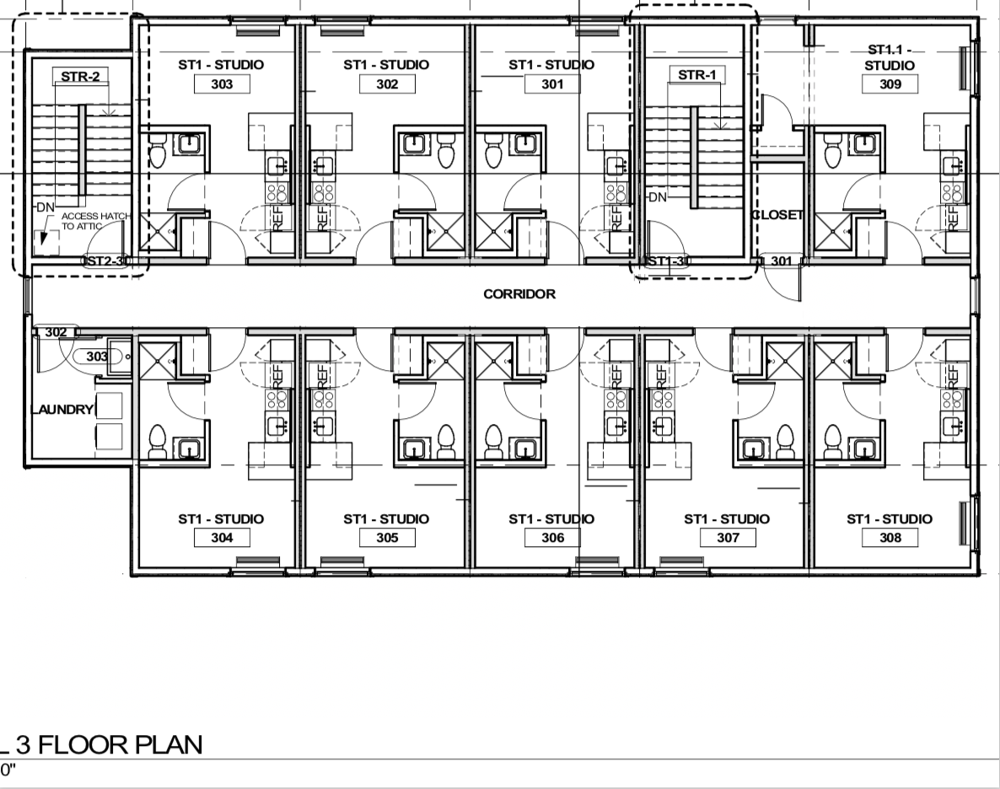 STR-2
ST1 - STUDIO
303
ST1 - STUDIO
302
ST1 - STUDIO
301
STR-1
ST1.1 -
STUDIO
309
DN
ACCESS HATCH
TO ATTIC
REF
REF
REF
DN
CLOSET
REF
ST2-3
ST1-3
301
CORRIDOR
302
303
LAUNDRY
REF
REF
REF
REF
REF
ST1 - STUDIO
304
ST1 - STUDIO
305
ST1 - STUDIO
306
ST1 - STUDIO
307
ST1 - STUDIO
308
L 3 FLOOR PLAN
0"